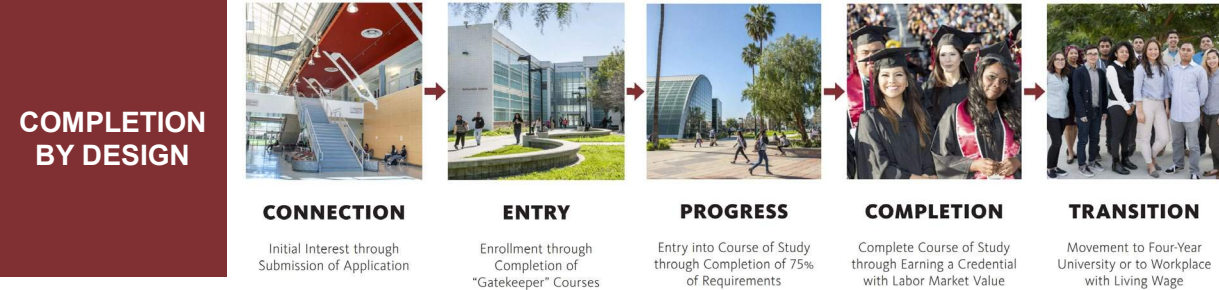 COMPLETION
BY DESIGN
CONNECTION
Initial Interest through
Submission of Application
ENTRY
Enrollment through
Completion of
“Gatekeeper” Courses
PROGRESS
Entry into Course of Study
through Completion of 75%
of Requirements
COMPLETION
Complete Course of Study
through Earning a Credential
with Labor Market Value
TRANSITION
Movement to Four-Year
University or to Workplace
with Living Wage